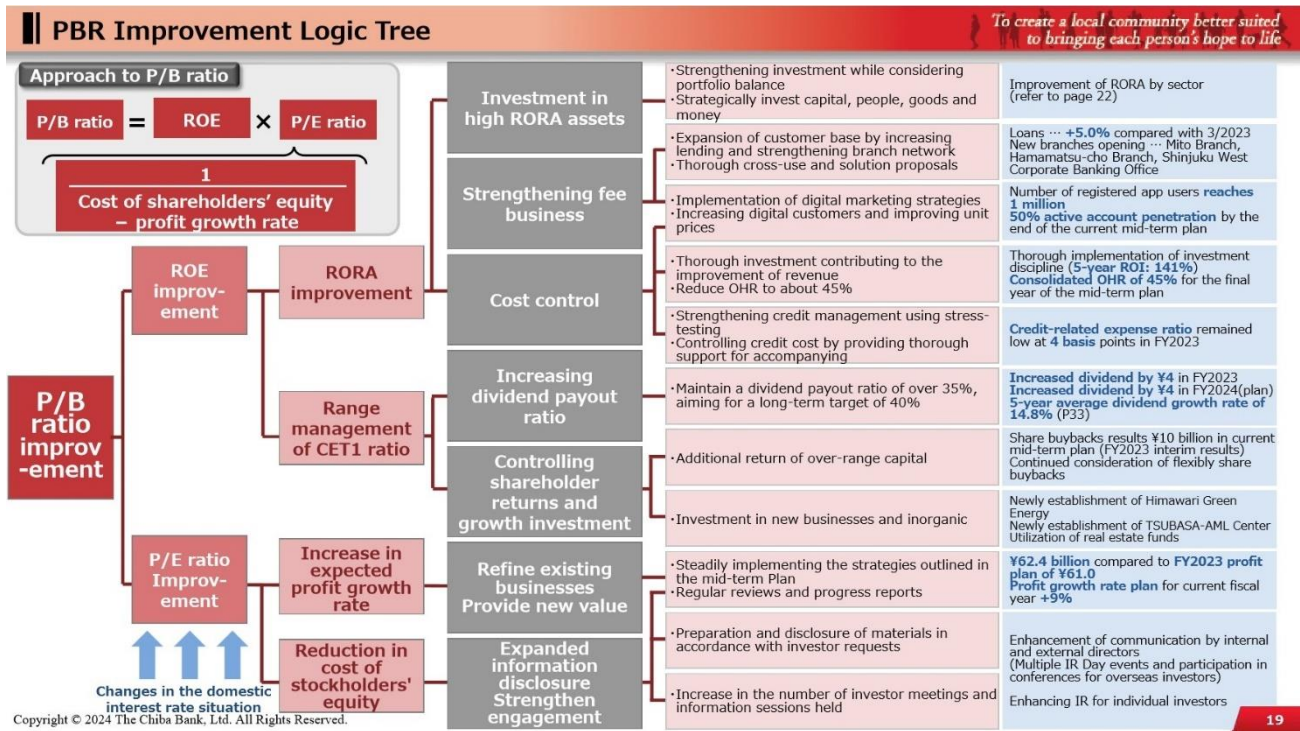 PBR Improvement Logic Tree
To create a local community better suited
to bringing each person's hope to life
Approach to P/B ratio
P/B ratio = ROE × P/E ratio
1
Cost of shareholders' equity
− profit growth rate
P/B
ratio
improv
-ement
ROE
improv-
ement
P/E ratio
Improv-
ement
Changes in the domestic
interest rate situation
RORA
improvement
Range
management
of CET1 ratio
Increase in
expected
profit growth
rate
Reduction in
cost of
stockholders'
equity
Investment in
high RORA assets
Strengthening fee
business
Cost control
Increasing
dividend payout
ratio
Controlling
shareholder
returns and
growth investment
Refine existing
businesses
Provide new value
Expanded
information
disclosure
Strengthen
engagement
・Strengthening investment while considering
portfolio balance
・Strategically invest capital, people, goods and
money
・Expansion of customer base by increasing
lending and strengthening branch network
・Thorough cross-use and solution proposals
・Implementation of digital marketing strategies
・Increasing digital customers and improving unit
prices
・Thorough investment contributing to the
improvement of revenue
・Reduce OHR to about 45%
・Strengthening credit management using stress-
testing
・Controlling credit cost by providing thorough
support for accompanying
・Maintain a dividend payout ratio of over 35%,
aiming for a long-term target of 40%
・Additional return of over-range capital
・Investment in new businesses and inorganic
・Steadily implementing the strategies outlined in
the mid-term Plan
・Regular reviews and progress reports
・Preparation and disclosure of materials in
accordance with investor requests
・Increase in the number of investor meetings and
information sessions held
Improvement of RORA by sector
(refer to page 22)
Loans … +5.0% compared with 3/2023
New branches opening … Mito Branch,
Hamamatsu-cho Branch, Shinjuku West
Corporate Banking Office
Number of registered app users reaches
1 million
50% active account penetration by the
end of the current mid-term plan
Thorough implementation of investment
discipline (5-year ROI: 141%)
Consolidated OHR of 45% for the final
year of the mid-term plan
Credit-related expense ratio remained
low at 4 basis points in FY2023
Increased dividend by ¥4 in FY2023
Increased dividend by ¥4 in FY2024(plan)
5-year average dividend growth rate of
14.8% (P33)
Share buybacks results ¥10 billion in current
mid-term plan (FY2023 interim results)
Continued consideration of flexibly share
buybacks
Newly establishment of Himawari Green
Energy
Newly establishment of TSUBASA-AML Center
Utilization of real estate funds
¥62.4 billion compared to FY2023 profit
plan of ¥61.0
Profit growth rate plan for current fiscal
year +9%
Enhancement of communication by internal
and external directors
(Multiple IR Day events and participation in
conferences for overseas investors)
Enhancing IR for individual investors
Copyright © 2024 The Chiba Bank, Ltd. All Rights Reserved.
19